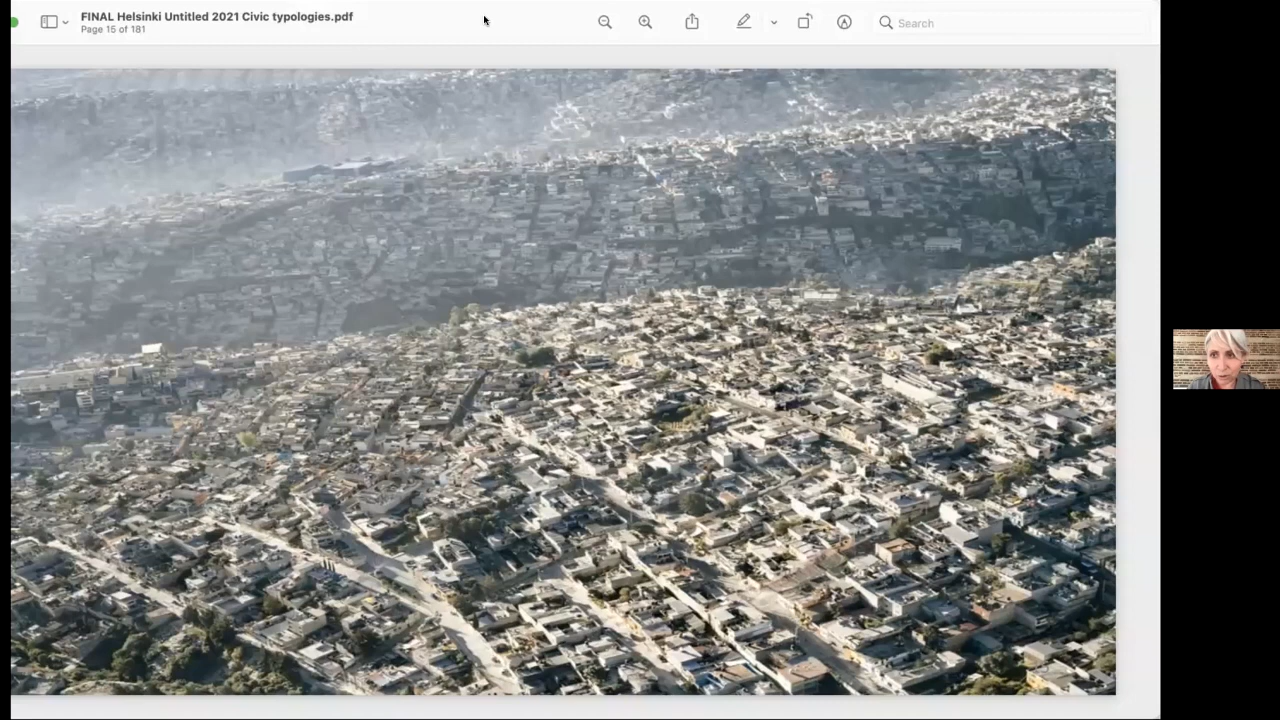 FINAL Helsinki Untitled 2021 Civic typologies.pdf
Page 15 of 181
Search